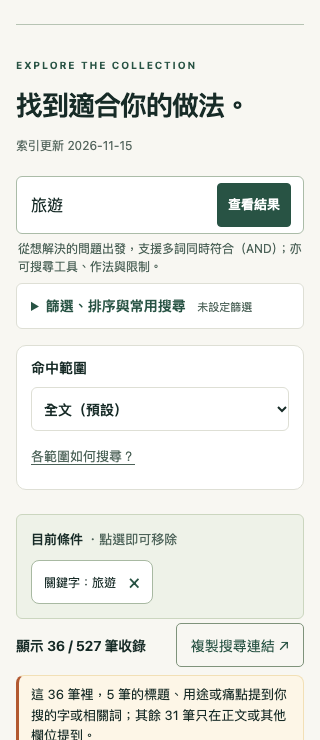 EXPLORE THE COLLECTION
找到適合你的做法。
索引更新 2026-11-15
旅遊
查看結果
從想解決的問題出發，支援多詞同時符合（AND）；亦
可搜尋工具、作法與限制。
▶ 篩選、排序與常用搜尋 未設定篩選
命中範圍
全文（預設）
各範圍如何搜尋？
目前條件 · 點選即可移除
關鍵字：旅遊 ×
顯示 36 / 527 筆收錄
複製搜尋連結 ↗
這 36 筆裡，5 筆的標題、用途或痛點提到你
搜的字或相關詞；其餘 31 筆只在正文或其他
欄位提到。